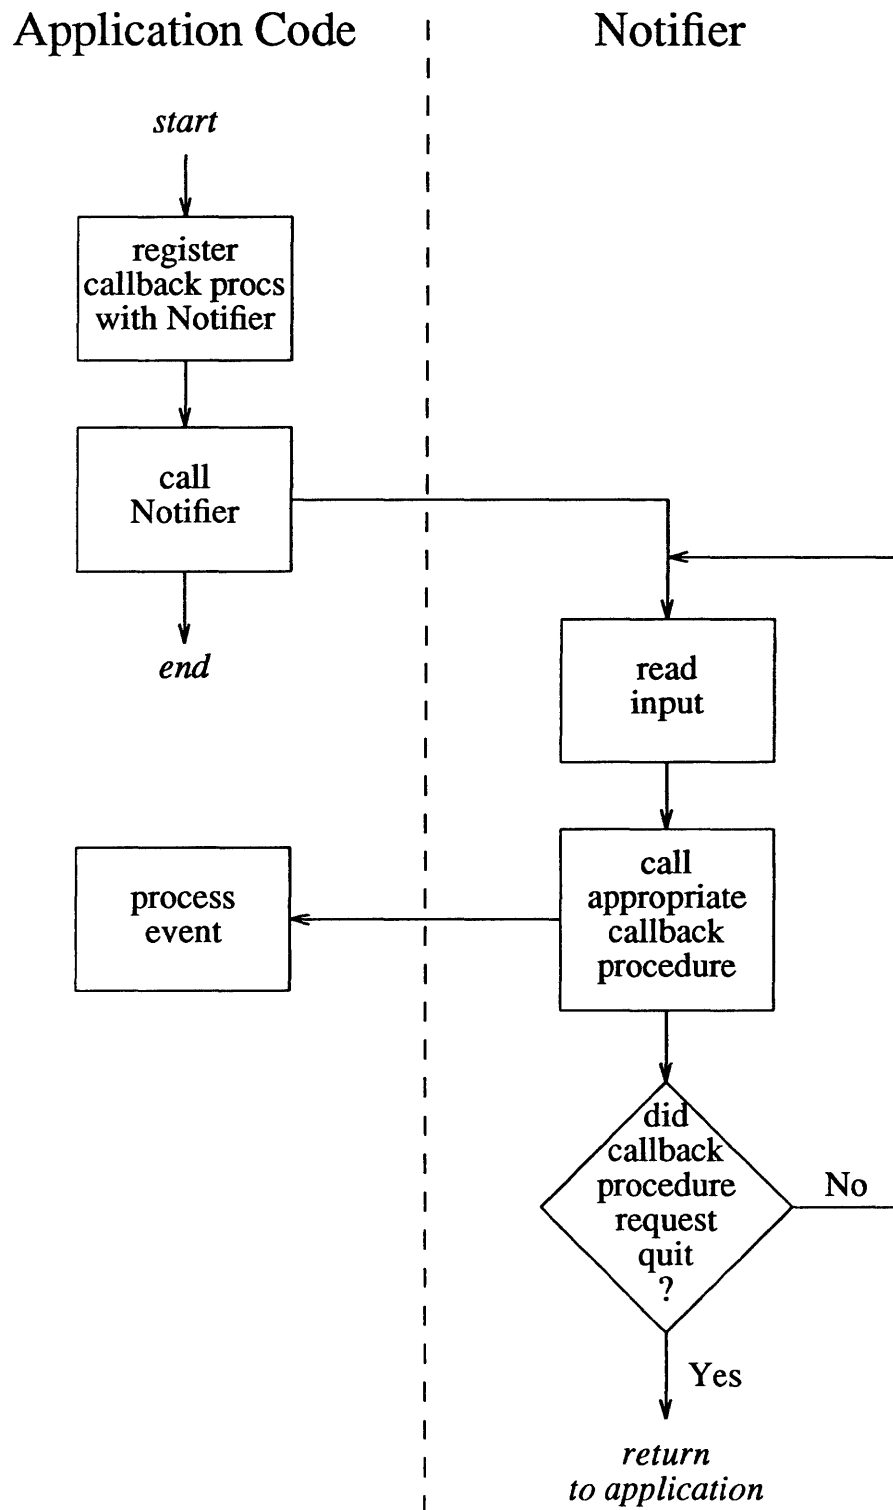 Application Code
Notifier
start
register
callback procs
with Notifier
call
Notifier
end
read
input
call
appropriate
callback
procedure
process
event
did
callback
procedure
request
quit
?
No
Yes
return
to application